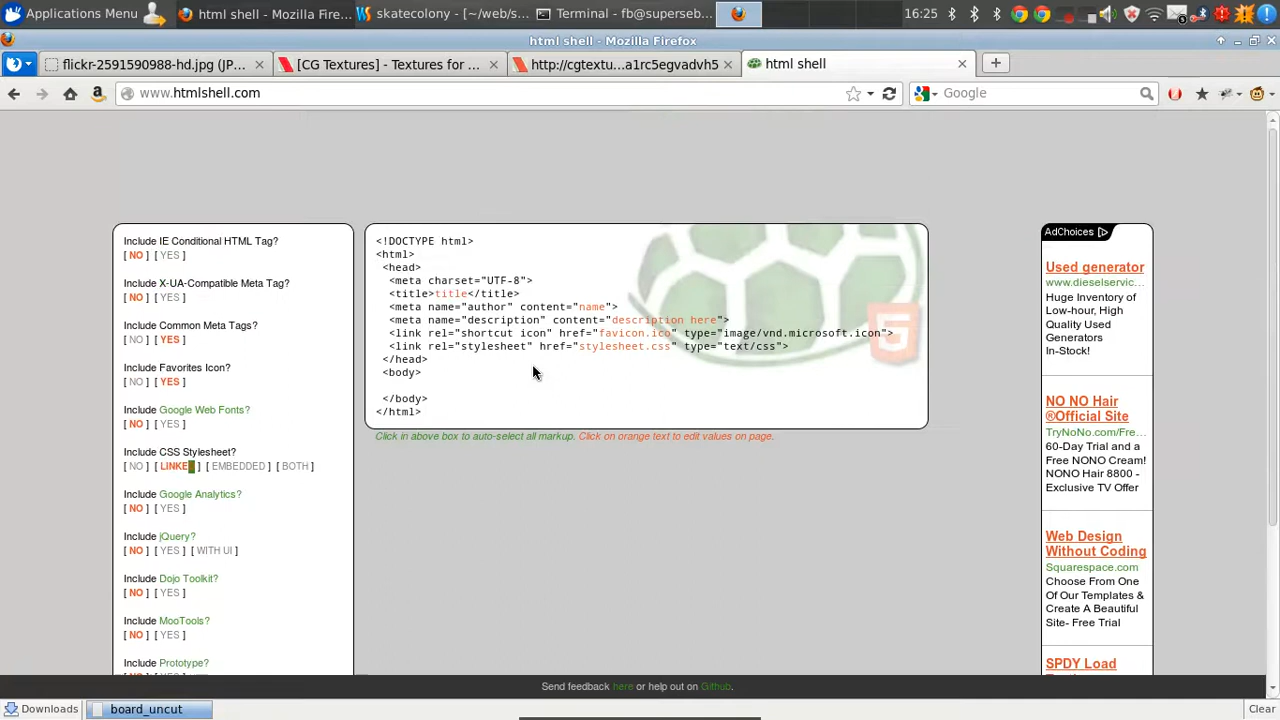 Applications Menu
html shell - Mozilla Fire...
skatecolony - [~/web/s...
Terminal - fb@superseb...
16:25
html shell - Mozilla Firefox
flickr-2591590988-hd.jpg (JP...
[CG Textures] - Textures for ...
http://cgtextu...a1rc5egvadvh5
html shell
www.htmlshell.com
Google
Include IE Conditional HTML Tag?
[ NO ] [ YES ]
Include X-UA-Compatible Meta Tag?
[ NO ] [ YES ]
Include Common Meta Tags?
[ NO ] [ YES ]
Include Favorites Icon?
[ NO ] [ YES ]
Include Google Web Fonts?
[ NO ] [ YES ]
Include CSS Stylesheet?
[ NO ] [ LINKE ] [ EMBEDDED ] [ BOTH ]
Include Google Analytics?
[ NO ] [ YES ]
Include jQuery?
[ NO ] [ YES ] [ WITH UI ]
Include Dojo Toolkit?
[ NO ] [ YES ]
Include MooTools?
[ NO ] [ YES ]
Include Prototype?
<!DOCTYPE html>
<html>
<head>
<meta charset="UTF-8">
<title>title</title>
<meta name="author" content="name">
<meta name="description" content="description here">
<link rel="shortcut icon" href="favicon.ico" type="image/vnd.microsoft.icon">
<link rel="stylesheet" href="stylesheet.css" type="text/css">
</head>
<body>
</body>
</html>
5
Click in above box to auto-select all markup. Click on orange text to edit values on page.
AdChoices
Used generator
www.dieselservic...
Huge Inventory of
Low-hour, High
Quality Used
Generators
In-Stock!
NO NO Hair
®Official Site
TryNoNo.com/Fre...
60-Day Trial and a
Free NONO Cream!
NONO Hair 8800 -
Exclusive TV Offer
Web Design
Without Coding
Squarespace.com
Choose From One
Of Our Templates &
Create A Beautiful
Site- Free Trial
SPDY Load
Send feedback here or help out on Github.
Downloads
board_uncut
Clear